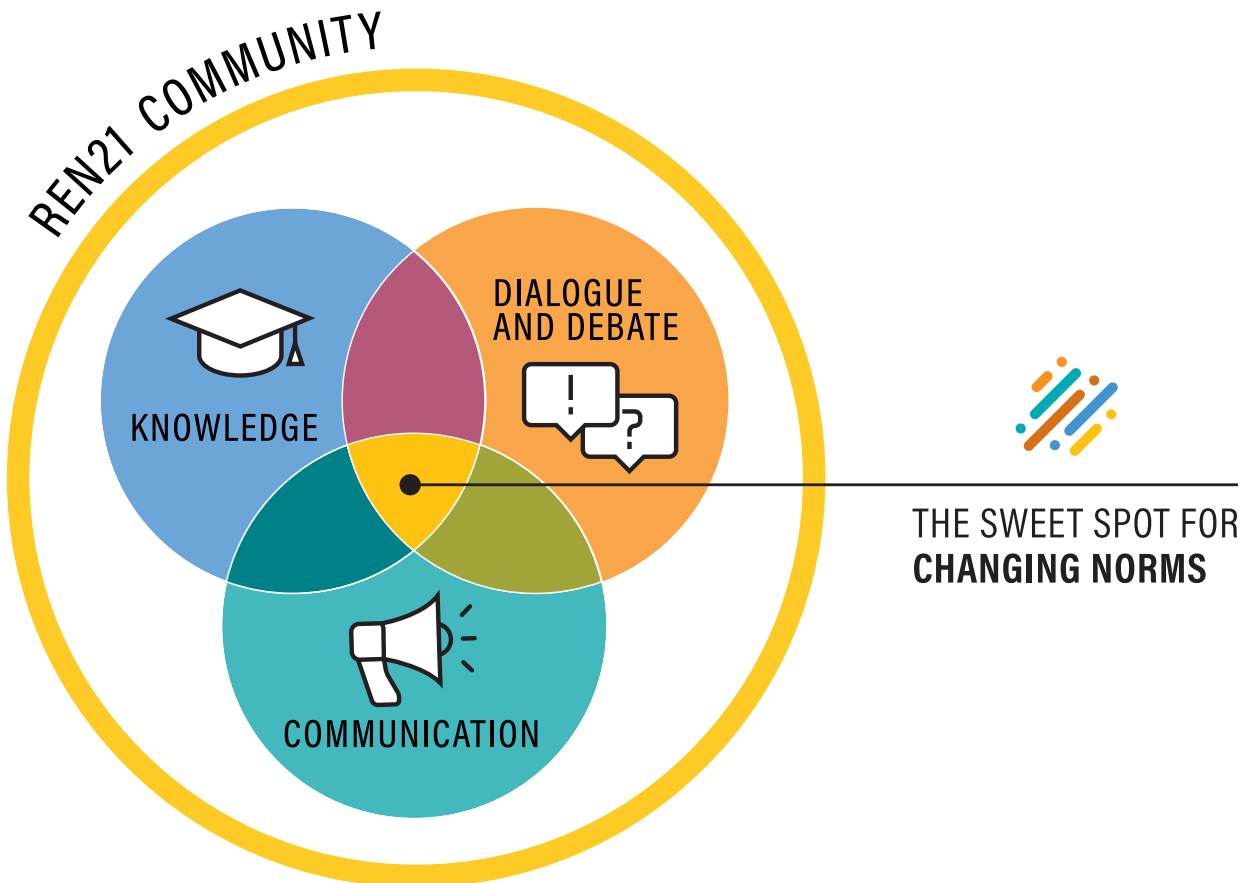 REN21 COMMUNITY
DIALOGUE
AND DEBATE
!
?
KNOWLEDGE
THE SWEET SPOT FOR
CHANGING NORMS
COMMUNICATION